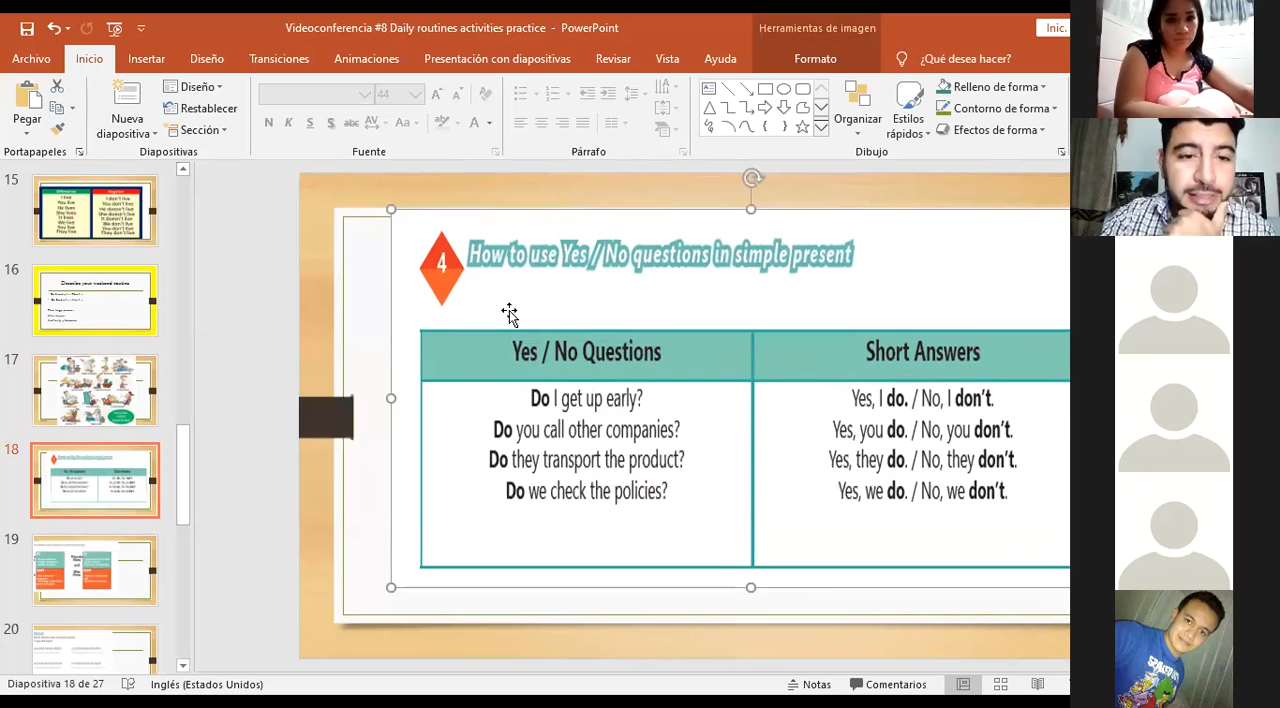 Videoconferencia #8 Daily routines activities practice - PowerPoint
Herramientas de imagen
Inic.
Archivo Inicio Insertar Diseño Transiciones Animaciones Presentación con diapositivas Revisar Vista Ayuda Formato ¿Qué desea hacer?
Pegar
Nueva diapositiva
Diseño
Restablecer
Sección
44
N K S S abc AV Aa A
Organizar
Estilos rápidos
Relleno de forma
Contorno de forma
Efectos de forma
Portapapeles Diapositivas Fuente Párrafo Dibujo
15
16
17
18
19
20
4
How to use Yes / No questions in simple present
Yes / No Questions Short Answers
Do I get up early? Yes, I do. / No, I don't.
Do you call other companies? Yes, you do. / No, you don't.
Do they transport the product? Yes, they do. / No, they don't.
Do we check the policies? Yes, we do. / No, we don't.
Diapositiva 18 de 27 Inglés (Estados Unidos) Notas Comentarios